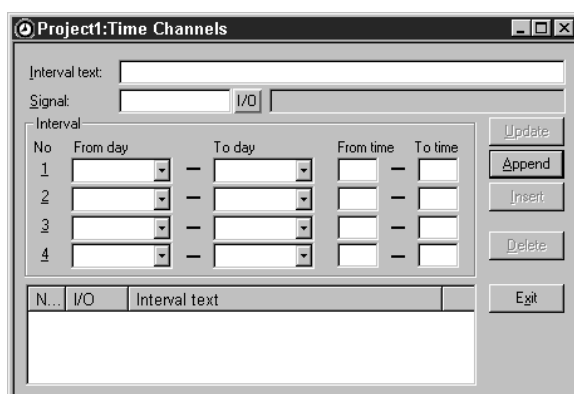 Project1:Time Channels
Interval text:
Signal: I/O
Interval
No From day To day From time To time
1 – –
2 – –
3 – –
4 – –
Update
Append
Insert
Delete
Exit
N... I/O Interval text